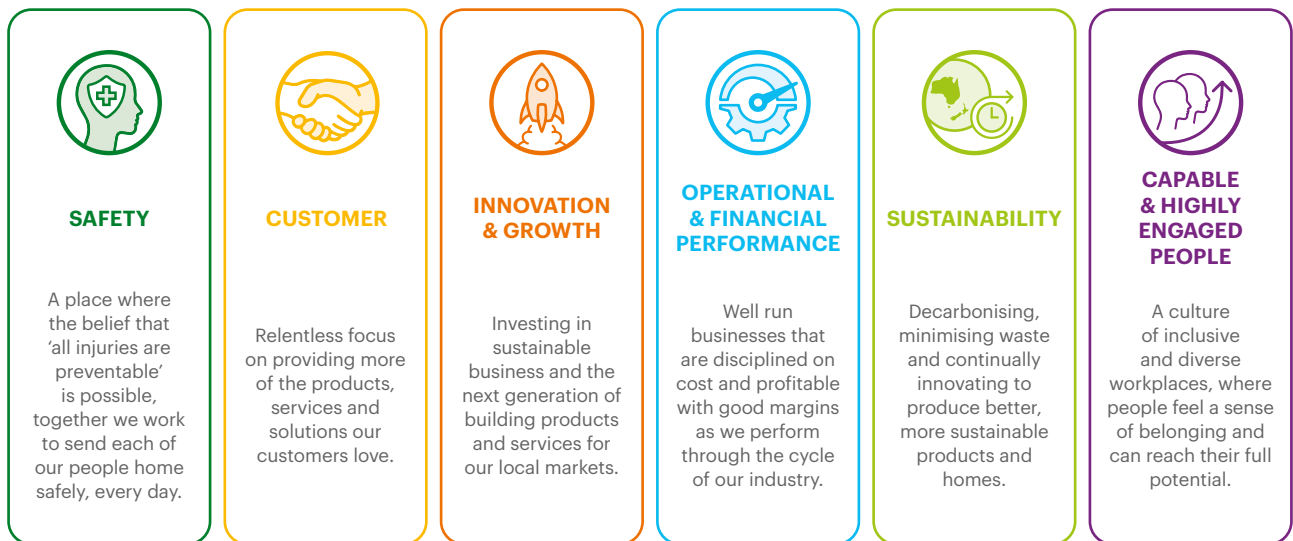 SAFETY
A place where
the belief that
‘all injuries are
preventable’
is possible,
together we work
to send each of
our people home
safely, every day.
CUSTOMER
Relentless focus
on providing more
of the products,
services and
solutions our
customers love.
INNOVATION
& GROWTH
Investing in
sustainable
business and the
next generation of
building products
and services for
our local markets.
OPERATIONAL
& FINANCIAL
PERFORMANCE
Well run
businesses that
are disciplined on
cost and profitable
with good margins
as we perform
through the cycle
of our industry.
SUSTAINABILITY
Decarbonising,
minimising waste
and continually
innovating to
produce better,
more sustainable
products and
homes.
CAPABLE
& HIGHLY
ENGAGED
PEOPLE
A culture
of inclusive
and diverse
workplaces, where
people feel a sense
of belonging and
can reach their full
potential.